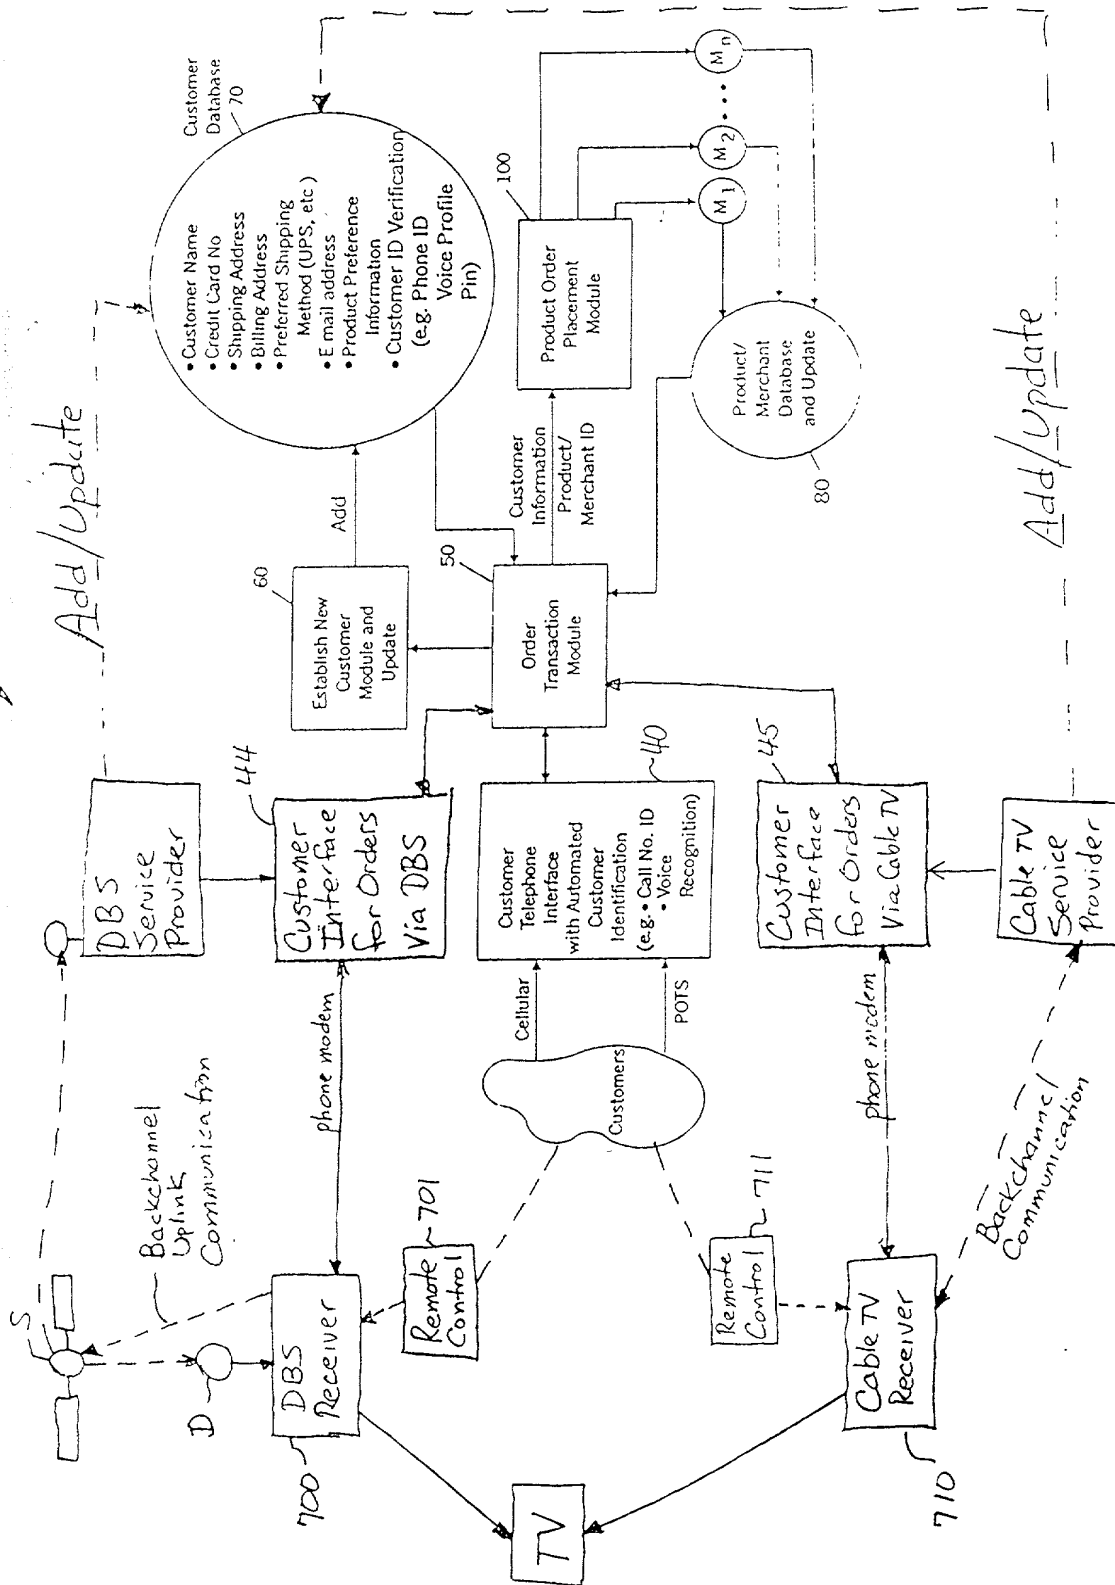 Add/Update
DBS
Service
Provider
S
Backchannel
Uplink
Communication
D
700
DBS
Receiver
phone modem
44
Customer
Interface
for Orders
Via DBS
60
Establish New
Customer
Module and
Update
Add
Customer
Database
70
• Customer Name
• Credit Card No
• Shipping Address
• Billing Address
• Preferred Shipping
Method (UPS, etc)
• Email address
• Product Preference
Information
• Customer ID Verification
(e.g. Phone ID
Voice Profile
Pin)
701
Remote
Control
TV
Customers
Cellular
POTS
40
Customer
Telephone
Interface
with Automated
Customer
Identification
(e.g. • Call No. ID
• Voice
Recognition)
50
Order
Transaction
Module
Customer
Information
Product/
Merchant ID
100
Product Order
Placement
Module
M1
M2
• • • •
Mn
80
Product/
Merchant
Database
and Update
711
Remote
Control
710
Cable TV
Receiver
phone modem
45
Customer
Interface
for Orders
Via Cable TV
Backchannel
Communication
Cable TV
Service
Provider
Add/Update